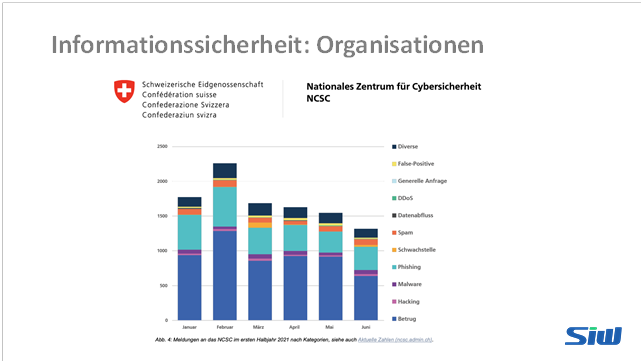 Informationssicherheit: Organisationen
Schweizerische Eidgenossenschaft
Confédération suisse
Confederazione Svizzera
Confederaziun svizra
Nationales Zentrum für Cybersicherheit
NCSC
2500
2000
1500
1000
500
0
Januar Februar März April Mai Juni
Diverse
False-Positive
Generelle Anfrage
DDoS
Datenabfluss
Spam
Schwachstelle
Phishing
Malware
Hacking
Betrug
Abb. 4: Meldungen an das NCSC im ersten Halbjahr 2021 nach Kategorien, siehe auch Aktuelle Zahlen (ncsc.admin.ch).
SiW